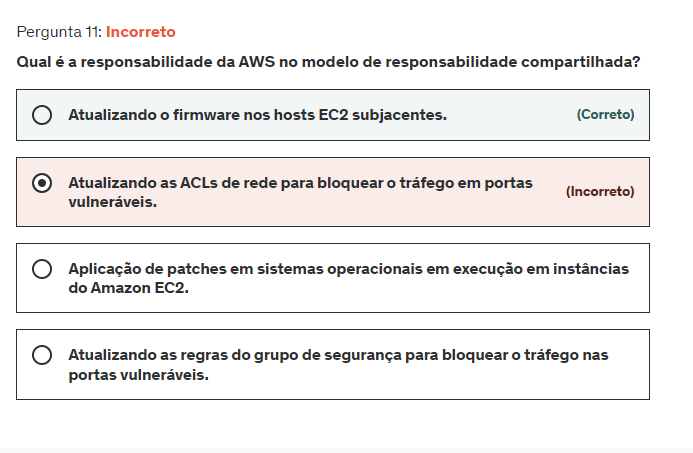 Pergunta 11: Incorreto
Qual é a responsabilidade da AWS no modelo de responsabilidade compartilhada?
Atualizando o firmware nos hosts EC2 subjacentes. (Correto)
Atualizando as ACLs de rede para bloquear o tráfego em portas
vulneráveis. (Incorreto)
Aplicação de patches em sistemas operacionais em execução em instâncias
do Amazon EC2.
Atualizando as regras do grupo de segurança para bloquear o tráfego nas
portas vulneráveis.